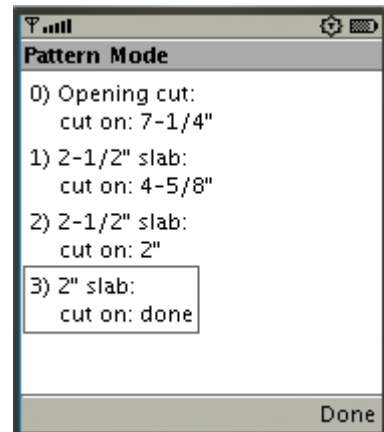 Pattern Mode
0) Opening cut:
cut on: 7-1/4"
1) 2-1/2" slab:
cut on: 4-5/8"
2) 2-1/2" slab:
cut on: 2"
3) 2" slab:
cut on: done
Done